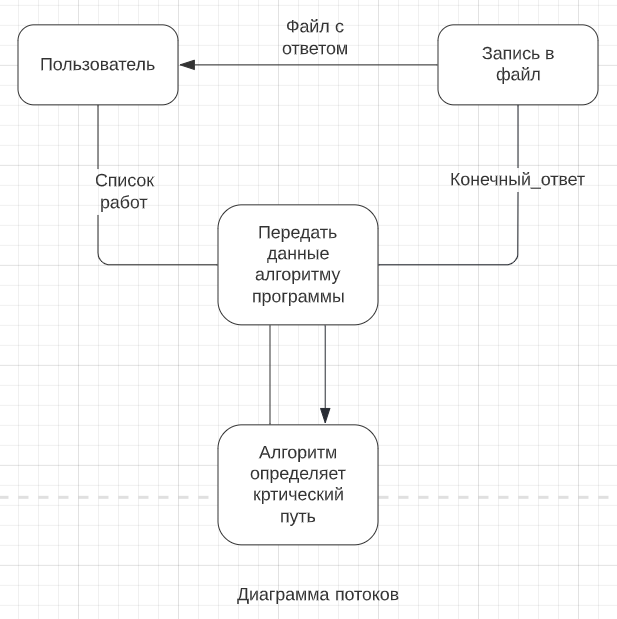 Файл с
ответом
Пользователь
Запись в
файл
Список
работ
Конечный_ответ
Передать
данные
алгоритму
программы
Алгоритм
определяет
кртический
путь
Диаграмма потоков